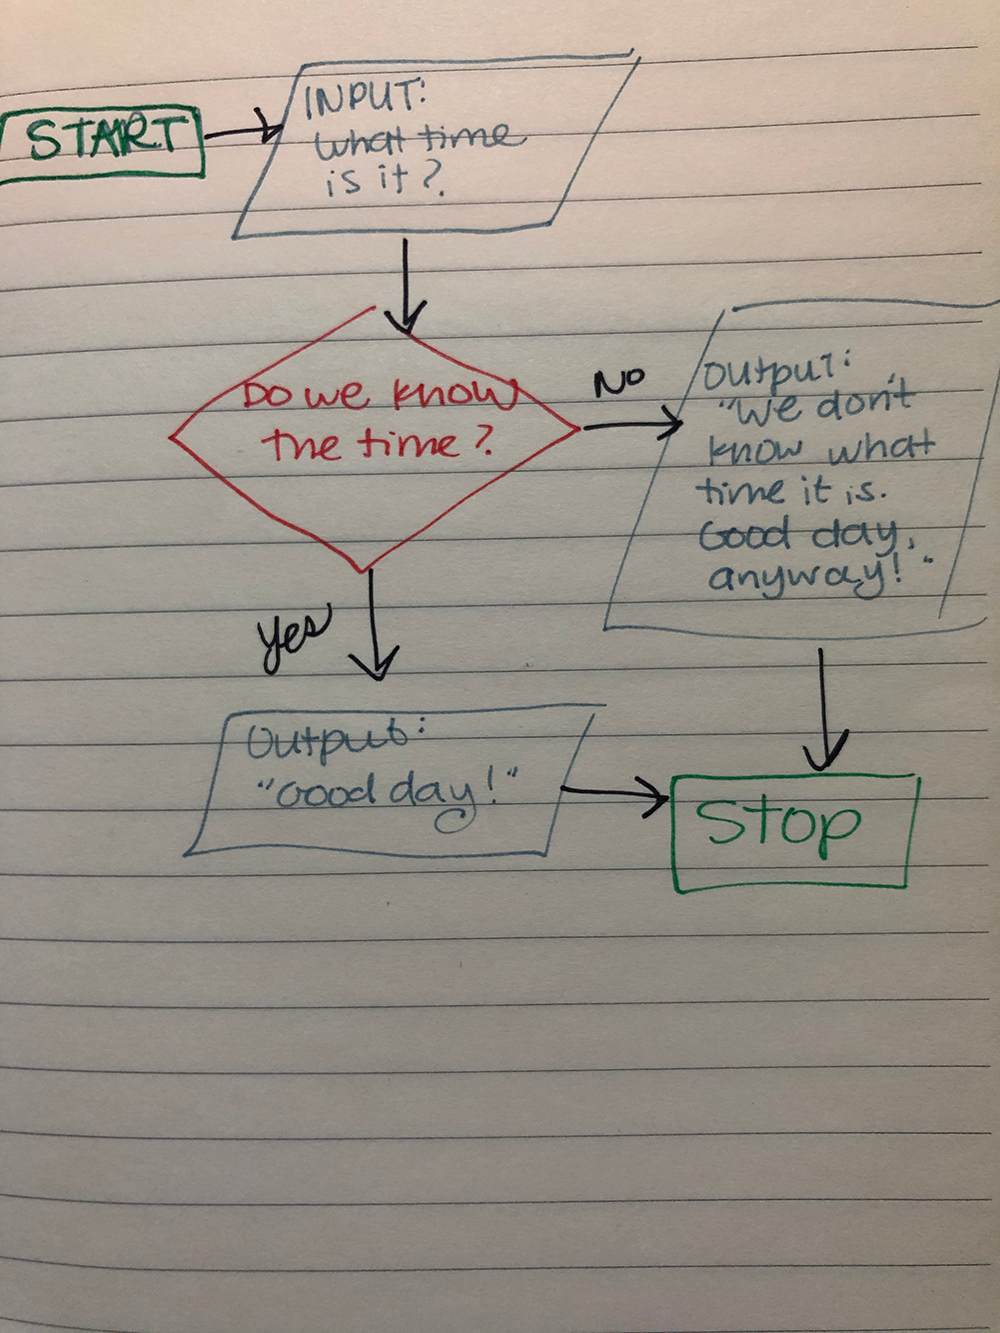 START
INPUT:
What time
is it?
Do we know
the time?
No
Output:
"We don't
know what
time it is.
Good day,
anyway!"
Yes
Output:
"Good day!"
Stop